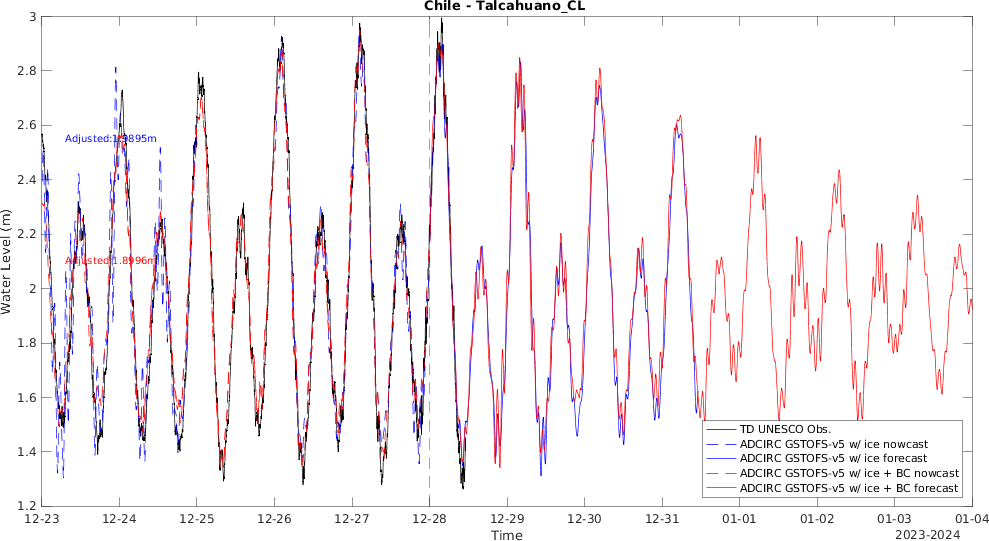 Chile - Talcahuano_CL
3
2.8
2.6
2.4
2.2
2
1.8
1.6
1.4
1.2
Water Level (m)
Adjusted:1.9895m
Adjusted:1.8996m
TD UNESCO Obs.
ADCIRC GSTOFS-v5 w/ ice nowcast
ADCIRC GSTOFS-v5 w/ ice forecast
ADCIRC GSTOFS-v5 w/ ice + BC nowcast
ADCIRC GSTOFS-v5 w/ ice + BC forecast
12-23 12-24 12-25 12-26 12-27 12-28 12-29 12-30 12-31 01-01 01-02 01-03 01-04
Time
2023-2024